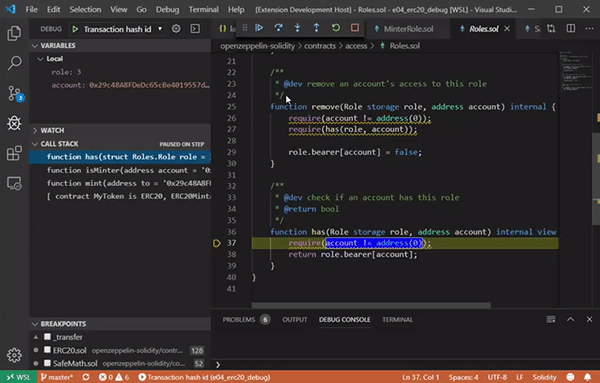 File Edit Selection View Go Debug Terminal Help
[Extension Development Host] - Roles.sol - e04_erc20_debug [WSL] - Visual Studio...
DEBUG Transaction hash id
VARIABLES
Local
role: 3
account: 0x29c48A8FDeDc65cBe4019557d...
WATCH
CALL STACK PAUSED ON STEP
function has(struct Roles.Role role =
function isMinter(address account = '0
function mint(address to = '0x29c48A8F
[ contract MyToken is ERC20, ERC20Minta
BREAKPOINTS
_transfer
ERC20.sol openzeppelin-solidity/contr... 128
SafeMath.sol openzeppelin-solidity/co... 52
MinterRole.sol
Roles.sol
Sa
openzeppelin-solidity > contracts > access > Roles.sol
21 }
22 /**
23 * @dev remove an account's access to this role
24 */
25 function remove(Role storage role, address account) internal {
26 require(account != address(0));
27 require(has(role, account));
28
29 role.bearer[account] = false;
30 }
31
32 /**
33 * @dev check if an account has this role
34 * @return bool
35 */
36 function has(Role storage role, address account) internal view
37 require(account != address(0));
38 return role.bearer[account];
39 }
40 }
41
PROBLEMS 6 OUTPUT DEBUG CONSOLE TERMINAL
WSL master* 0 6 Transaction hash id (e04_erc20_debug) Ln 37, Col 1 Spaces: 4 UTF-8 LF Solidity